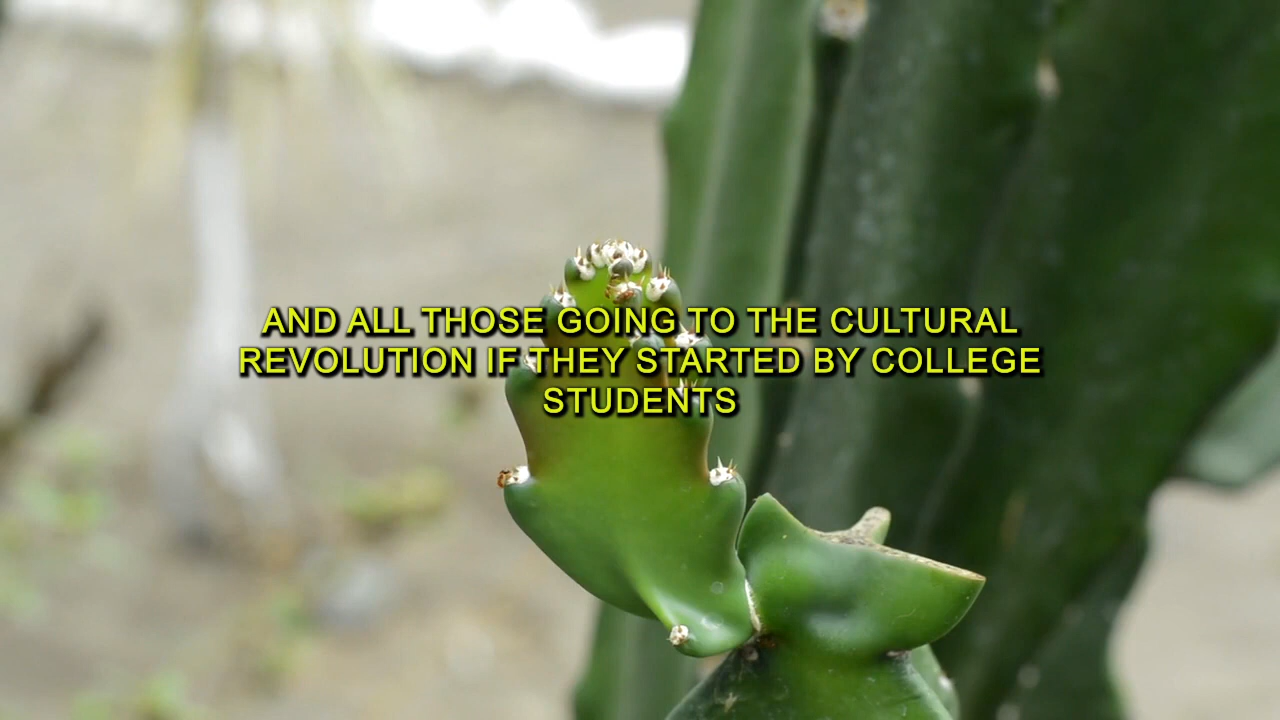 AND ALL THOSE GOING TO THE CULTURAL
REVOLUTION IF THEY STARTED BY COLLEGE
STUDENTS